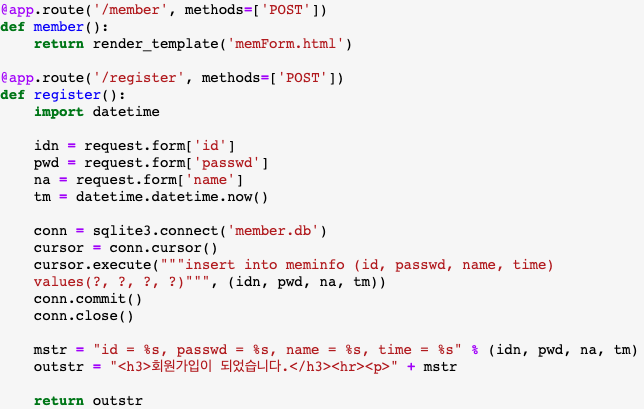 @app.route('/member', methods=['POST'])
def member():
    return render_template('memForm.html')

@app.route('/register', methods=['POST'])
def register():
    import datetime

    idn = request.form['id']
    pwd = request.form['passwd']
    na = request.form['name']
    tm = datetime.datetime.now()

    conn = sqlite3.connect('member.db')
    cursor = conn.cursor()
    cursor.execute("""insert into meminfo (id, passwd, name, time)
    values(?, ?, ?, ?)""", (idn, pwd, na, tm))
    conn.commit()
    conn.close()

    mstr = "id = %s, passwd = %s, name = %s, time = %s" % (idn, pwd, na, tm)
    outstr = "<h3>회원가입이 되었습니다.</h3><hr><p>" + mstr

    return outstr